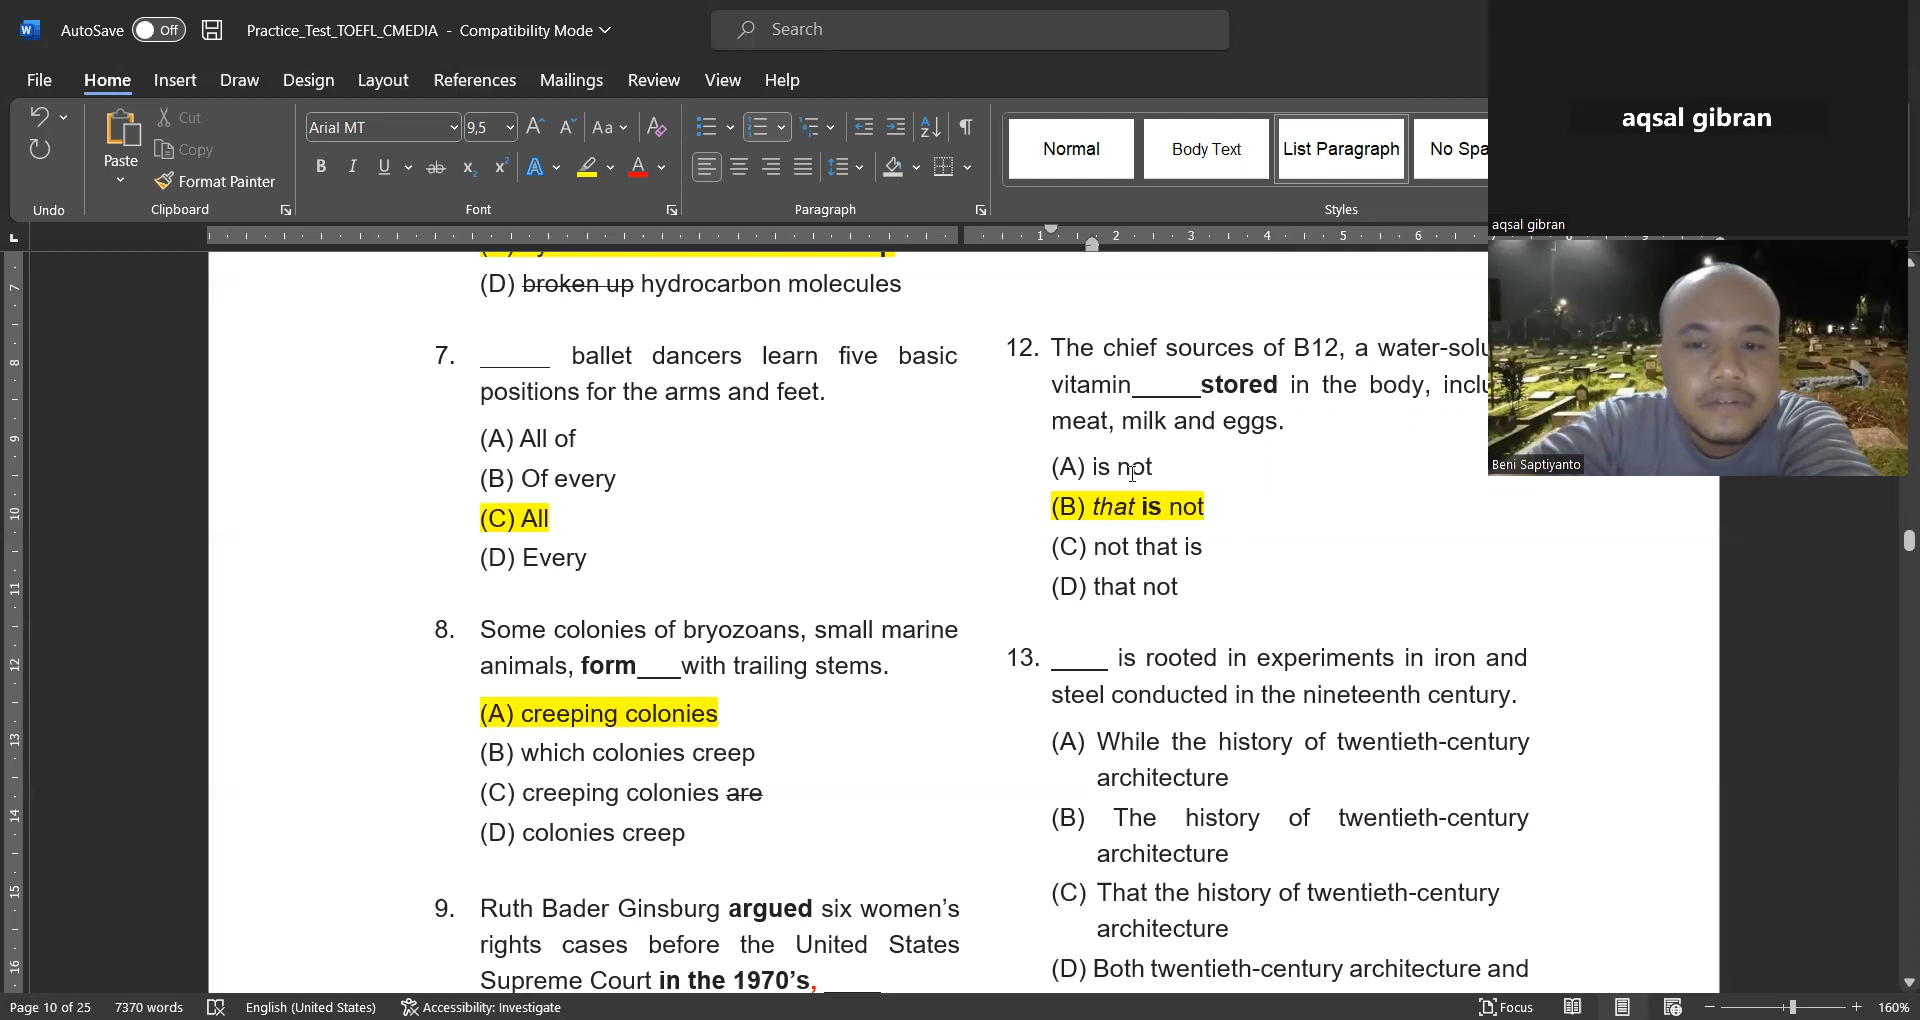 AutoSave Off Practice_Test_TOEFL_CMEDIA - Compatibility Mode Search
File Home Insert Draw Design Layout References Mailings Review View Help
Paste Cut Copy Format Painter
Arial MT 9,5
Normal Body Text List Paragraph No Spa
Undo Clipboard Font Paragraph Styles
aqsal gibran
aqsal gibran
Beni Saptiyanto
(D) broken up hydrocarbon molecules
7. _____ ballet dancers learn five basic
positions for the arms and feet.
(A) All of
(B) Of every
(C) All
(D) Every
8. Some colonies of bryozoans, small marine
animals, form___with trailing stems.
(A) creeping colonies
(B) which colonies creep
(C) creeping colonies are
(D) colonies creep
9. Ruth Bader Ginsburg argued six women's
rights cases before the United States
Supreme Court in the 1970's, ____
12. The chief sources of B12, a water-solu
vitamin_____stored in the body, inclu
meat, milk and eggs.
(A) is not
(B) that is not
(C) not that is
(D) that not
13. ____ is rooted in experiments in iron and
steel conducted in the nineteenth century.
(A) While the history of twentieth-century
architecture
(B) The history of twentieth-century
architecture
(C) That the history of twentieth-century
architecture
(D) Both twentieth-century architecture and
Page 10 of 25 7370 words English (United States) Accessibility: Investigate Focus 160%